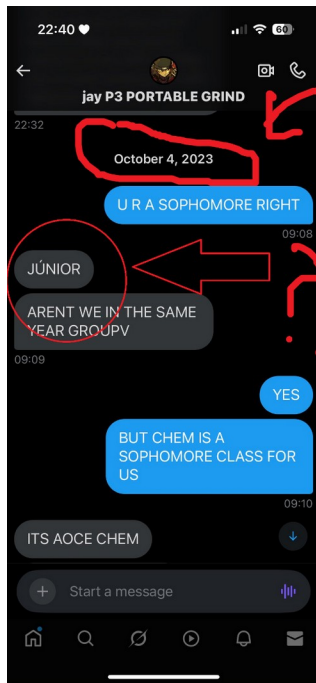 22:40
60
jay P3 PORTABLE GRIND
22:32
October 4, 2023
U R A SOPHOMORE RIGHT
09:08
JÚNIOR
ARENT WE IN THE SAME
YEAR GROUPV
09:09
YES
BUT CHEM IS A
SOPHOMORE CLASS FOR
US
09:10
ITS AOCE CHEM
Start a message